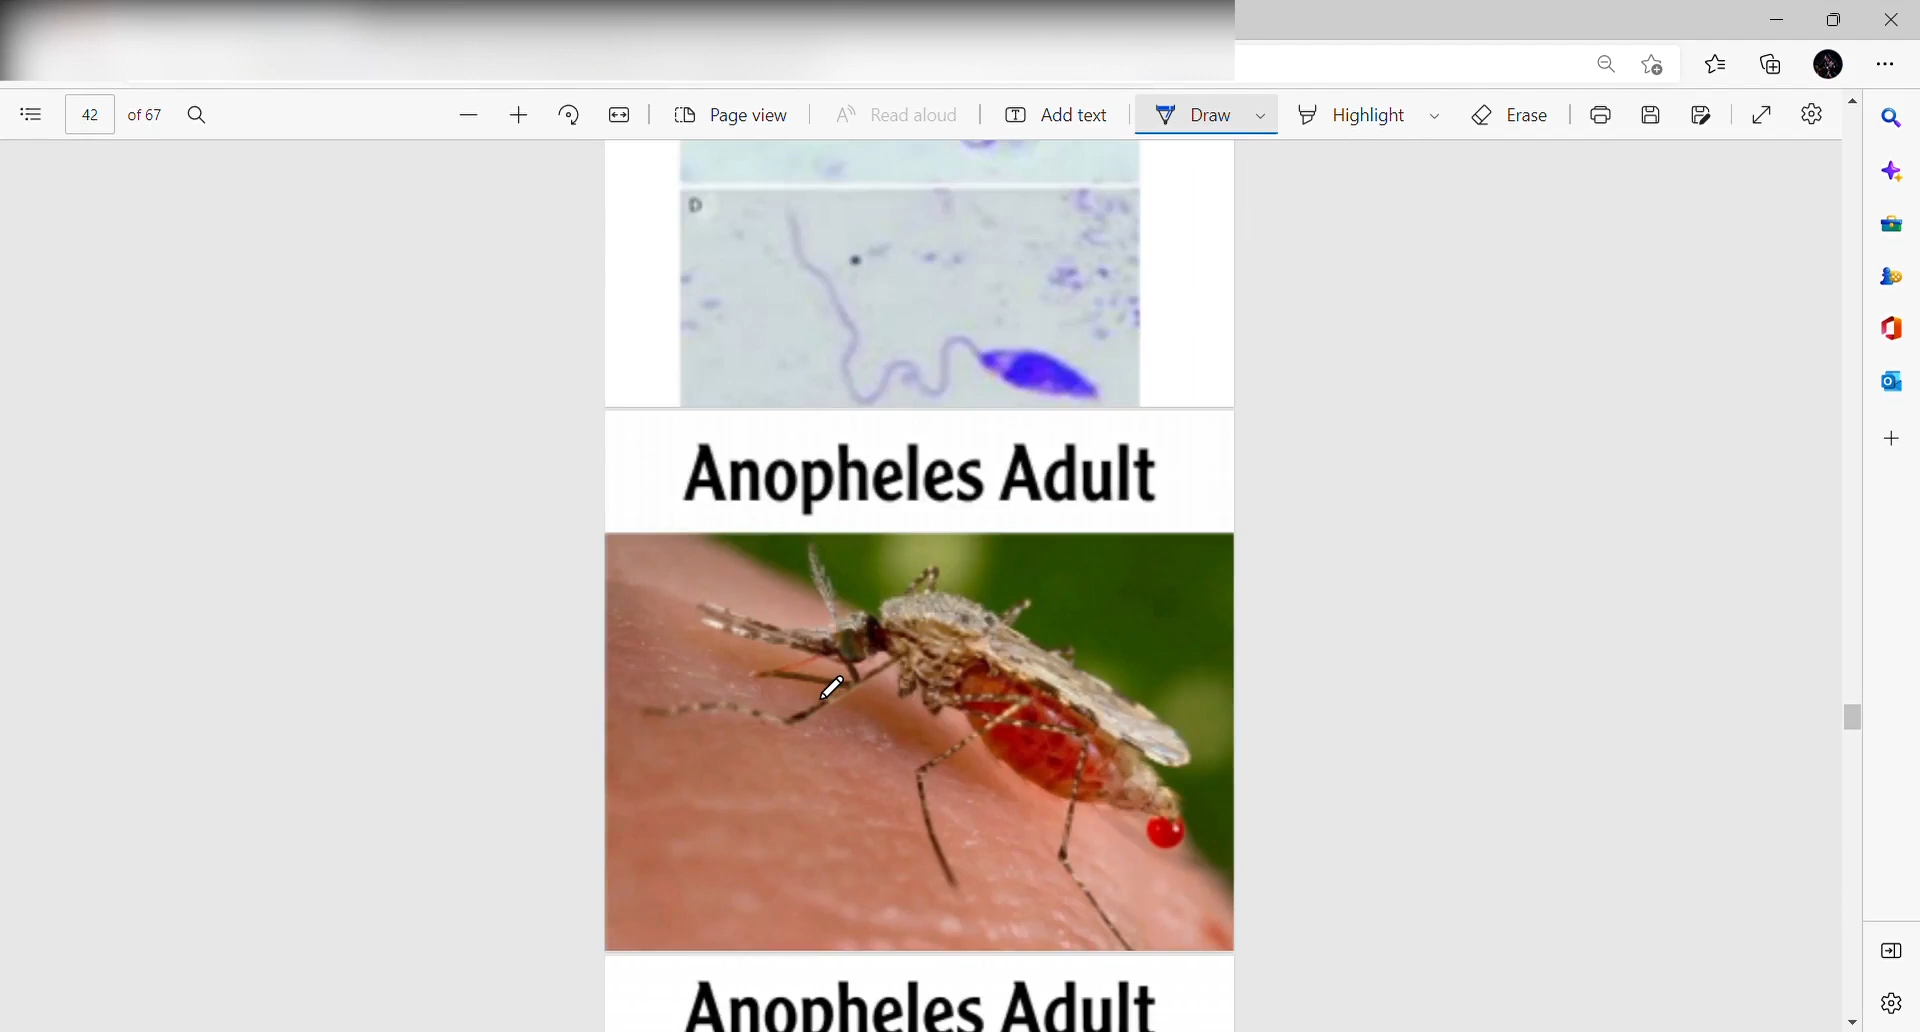 42 of 67 Page view Read aloud Add text Draw Highlight Erase
D
Anopheles Adult
Anopheles Adult